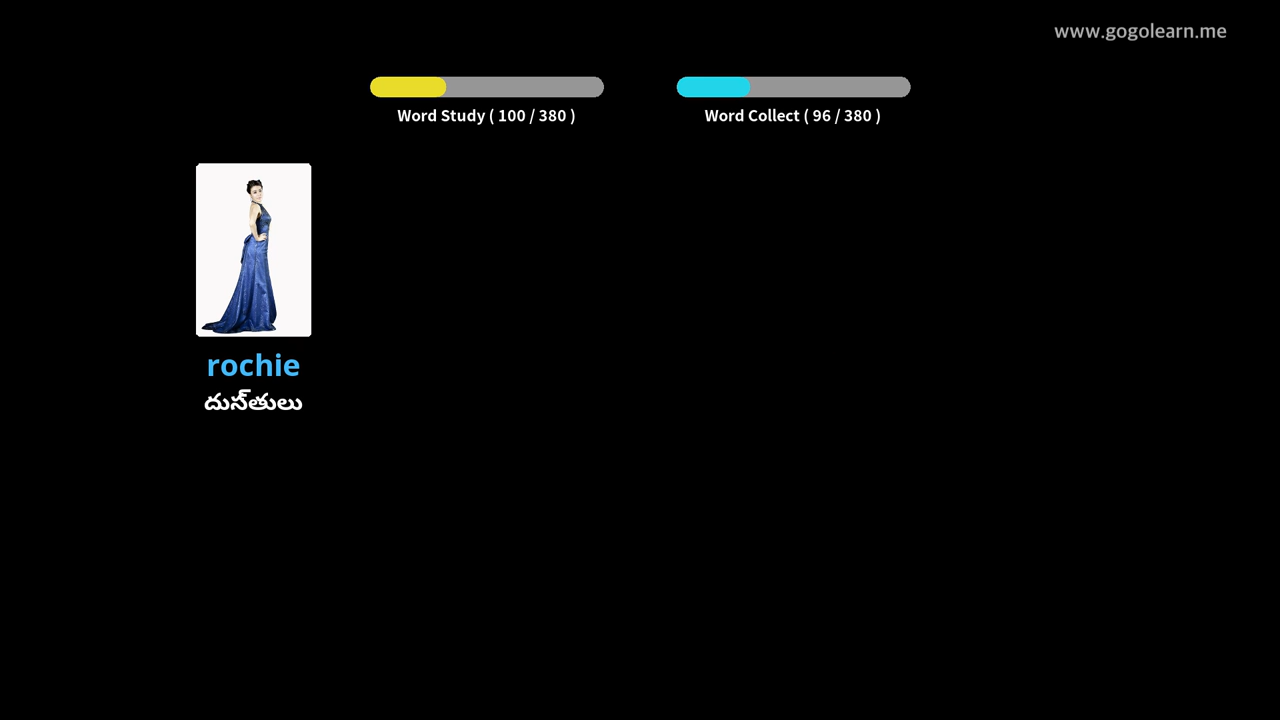 www.gogolearn.me
Word Study ( 100 / 380 )
Word Collect ( 96 / 380 )
rochie
దుస్తులు